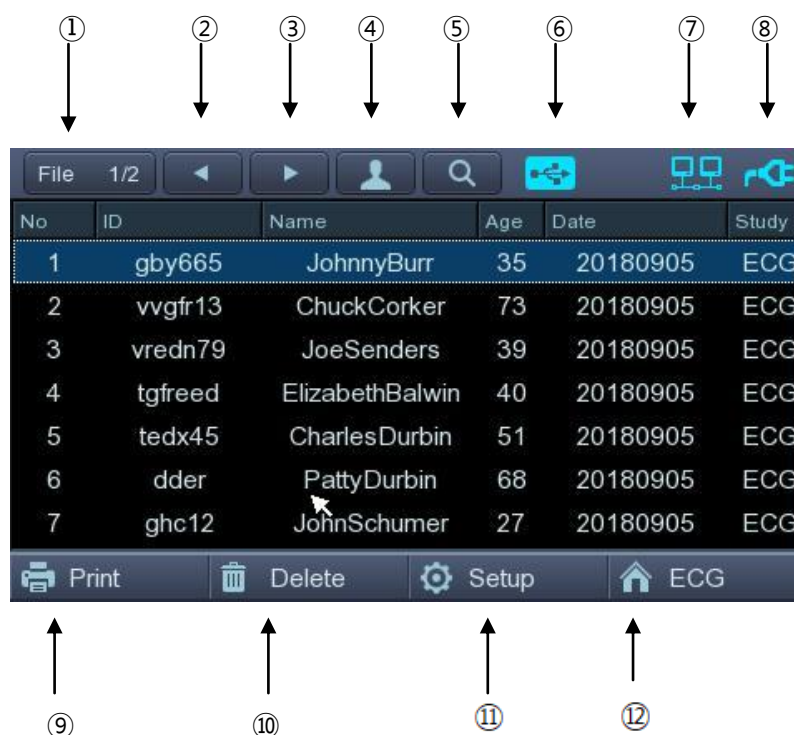 ① ② ③ ④ ⑤ ⑥ ⑦ ⑧
File 1/2
No ID Name Age Date Study
1 gby665 JohnnyBurr 35 20180905 ECG
2 vvgfr13 ChuckCorker 73 20180905 ECG
3 vredn79 JoeSenders 39 20180905 ECG
4 tgfreed ElizabethBalwin 40 20180905 ECG
5 tedx45 CharlesDurbin 51 20180905 ECG
6 dder PattyDurbin 68 20180905 ECG
7 ghc12 JohnSchumer 27 20180905 ECG
Print Delete Setup ECG
⑨ ⑩ ⑪ ⑫